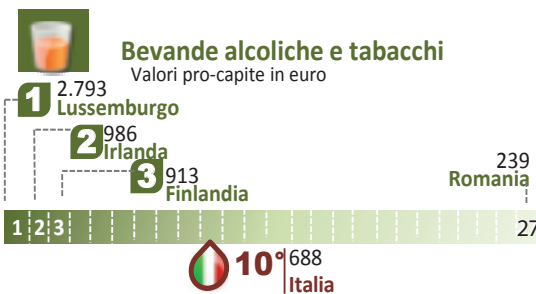 Bevande alcoliche e tabacchi
Valori pro-capite in euro
1 2.793
Lussemburgo
2 986
Irlanda
3 913
Finlandia
239
Romania
1 2 3 27
10° 688
Italia